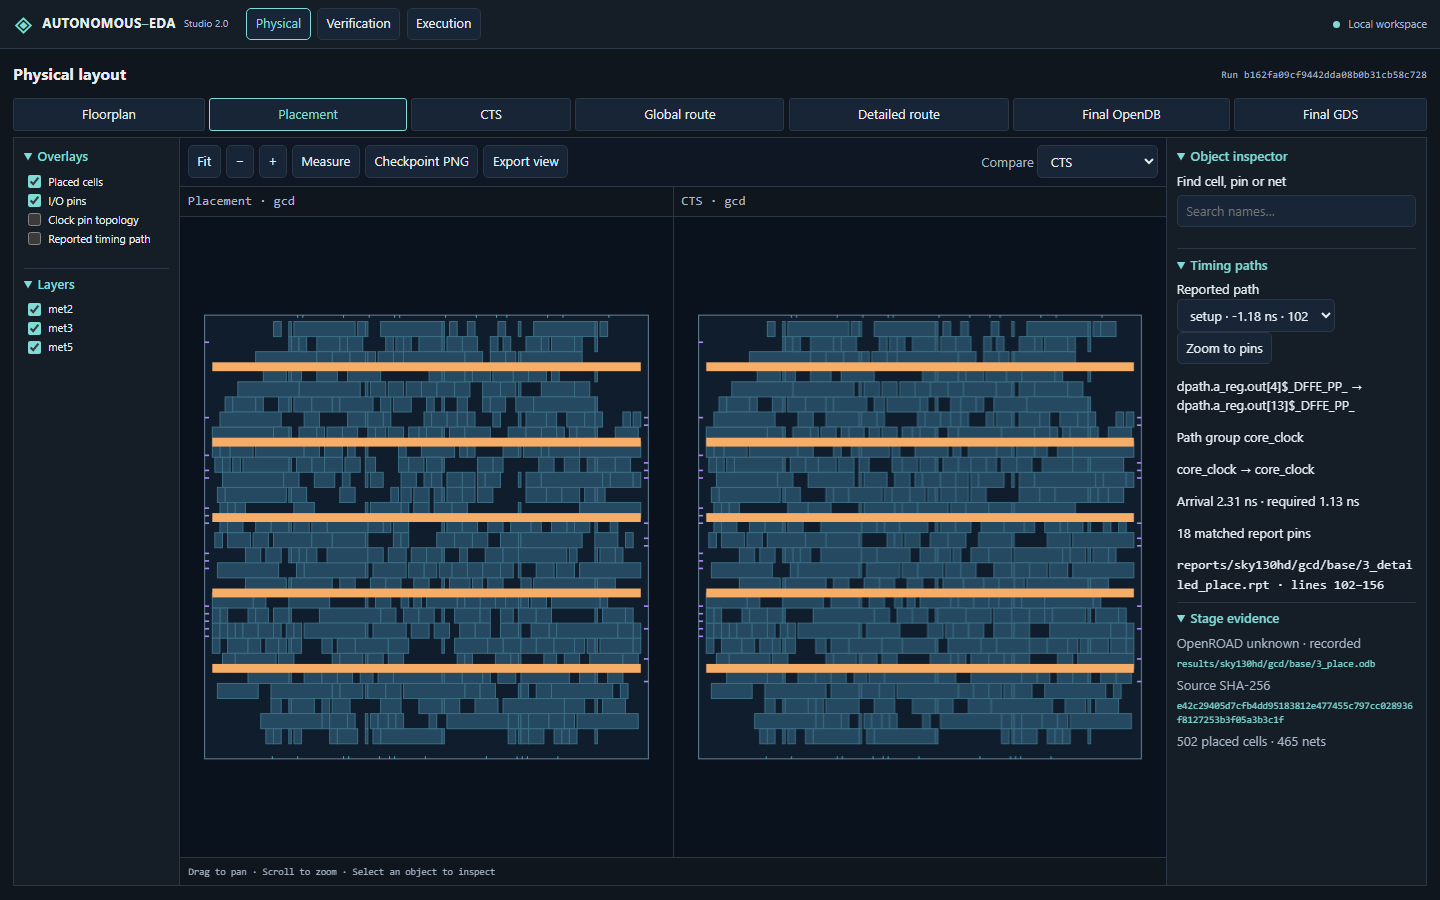 AUTONOMOUS–EDA Studio 2.0 Physical Verification Execution Local workspace
Physical layout Run b162fa09cf9442dda08b0b31cb58c728
Floorplan Placement CTS Global route Detailed route Final OpenDB Final GDS
Overlays
Placed cells
I/O pins
Clock pin topology
Reported timing path
Layers
met2
met3
met5
Fit − + Measure Checkpoint PNG Export view Compare CTS
Placement · gcd
CTS · gcd
Drag to pan · Scroll to zoom · Select an object to inspect
Object inspector
Find cell, pin or net
Search names...
Timing paths
Reported path
setup · -1.18 ns · 102
Zoom to pins
dpath.a_reg.out[4]$_DFFE_PP_ →
dpath.a_reg.out[13]$_DFFE_PP_
Path group core_clock
core_clock → core_clock
Arrival 2.31 ns · required 1.13 ns
18 matched report pins
reports/sky130hd/gcd/base/3_detai
led_place.rpt · lines 102–156
Stage evidence
OpenROAD unknown · recorded
results/sky130hd/gcd/base/3_place.odb
Source SHA-256
e42c29405d7cfb4dd95183812e477455c797cc028936
f8127253b3f05a3b3c1f
502 placed cells · 465 nets